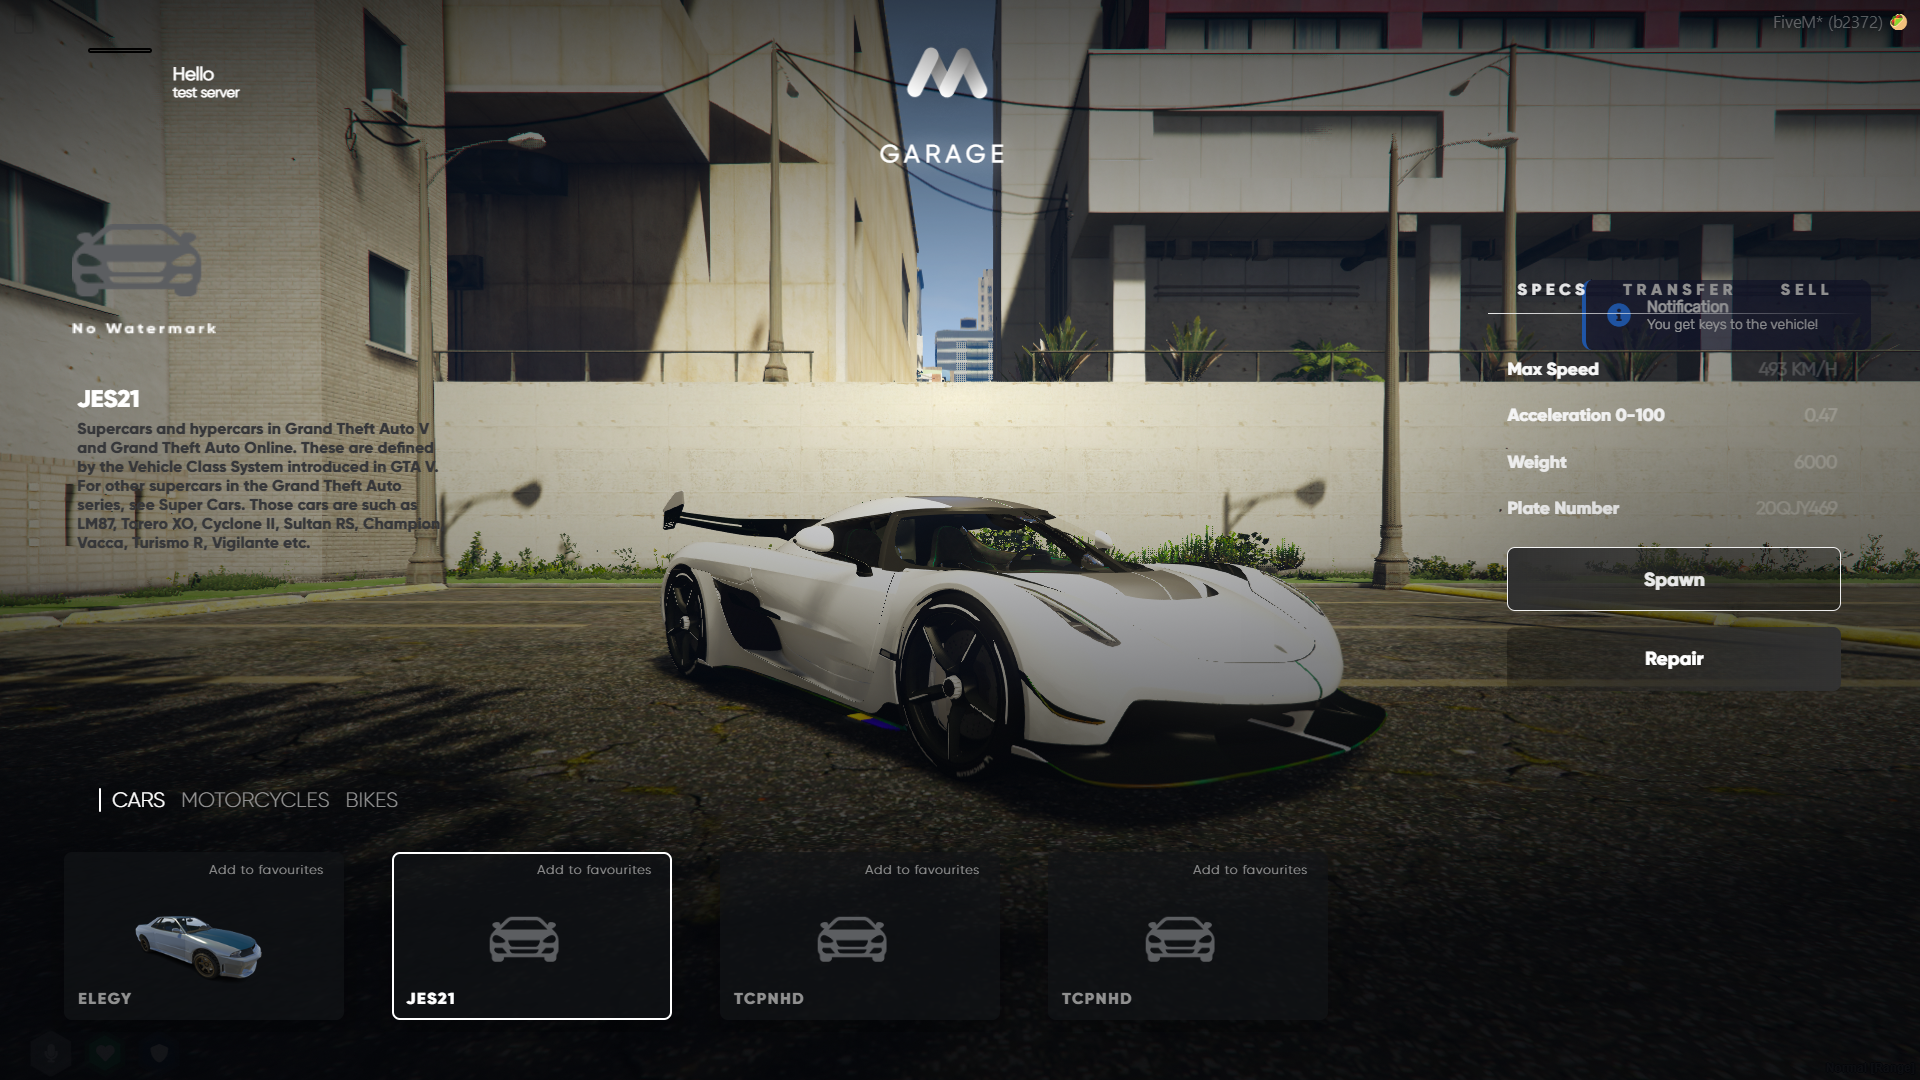 FiveM* (b2372)
Hello
test server
GARAGE
No Watermark
SPECS TRANSFER SELL
Notification
You get keys to the vehicle!
JES21
Supercars and hypercars in Grand Theft Auto V
and Grand Theft Auto Online. These are defined
by the Vehicle Class System introduced in GTA V.
For other supercars in the Grand Theft Auto
series, see Super Cars. Those cars are such as
LM87, Torero XO, Cyclone II, Sultan RS, Champion
Vacca, Turismo R, Vigilante etc.
Max Speed 493 KM/H
Acceleration 0-100 0.47
Weight 6000
Plate Number 20QJY469
Spawn
Repair
CARS MOTORCYCLES BIKES
Add to favourites
ELEGY
Add to favourites
JES21
Add to favourites
TCPNHD
Add to favourites
TCPNHD